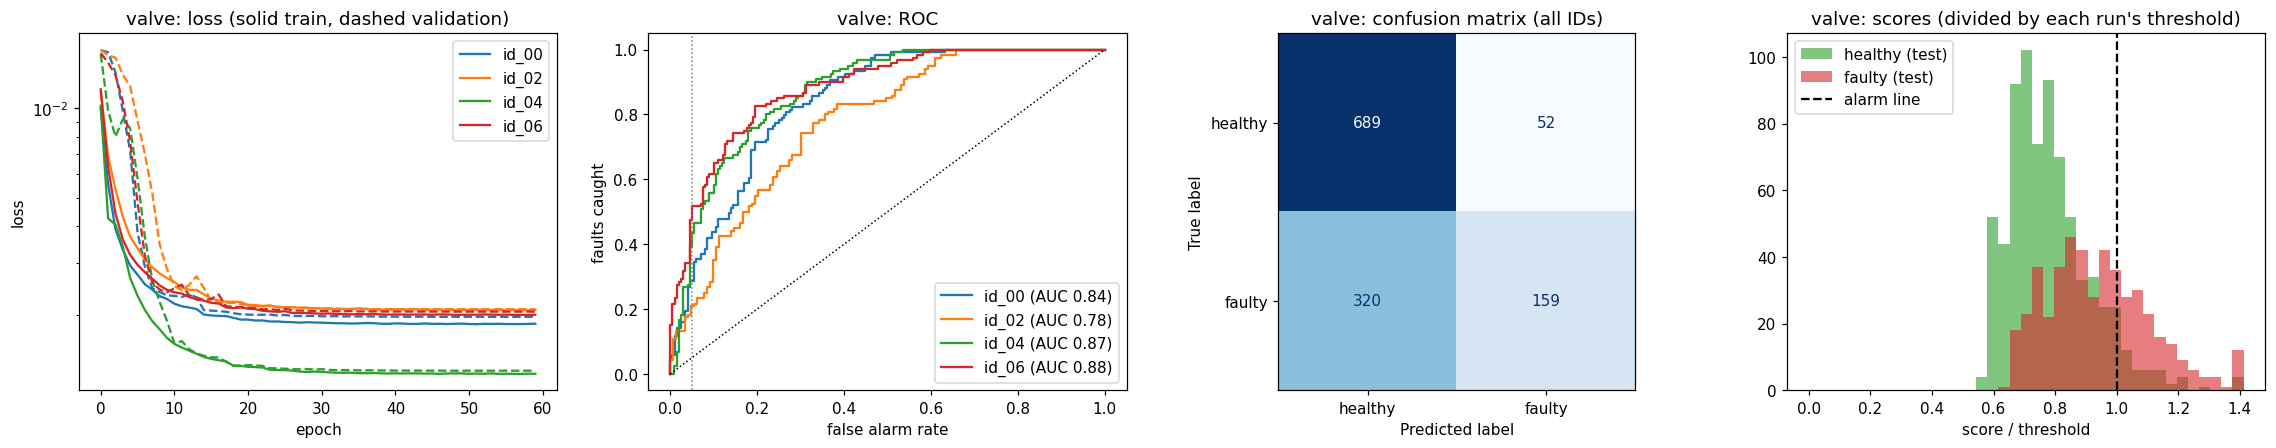 valve: loss (solid train, dashed validation)
id_00
id_02
id_04
id_06
10⁻²
loss
0
10
20
30
40
50
60
epoch
valve: ROC
1.0
0.8
0.6
0.4
0.2
0.0
faults caught
id_00 (AUC 0.84)
id_02 (AUC 0.78)
id_04 (AUC 0.87)
id_06 (AUC 0.88)
0.0
0.2
0.4
0.6
0.8
1.0
false alarm rate
valve: confusion matrix (all IDs)
True label
healthy
689
52
faulty
320
159
healthy
faulty
Predicted label
valve: scores (divided by each run's threshold)
healthy (test)
faulty (test)
alarm line
100
80
60
40
20
0
0.0
0.2
0.4
0.6
0.8
1.0
1.2
1.4
score / threshold